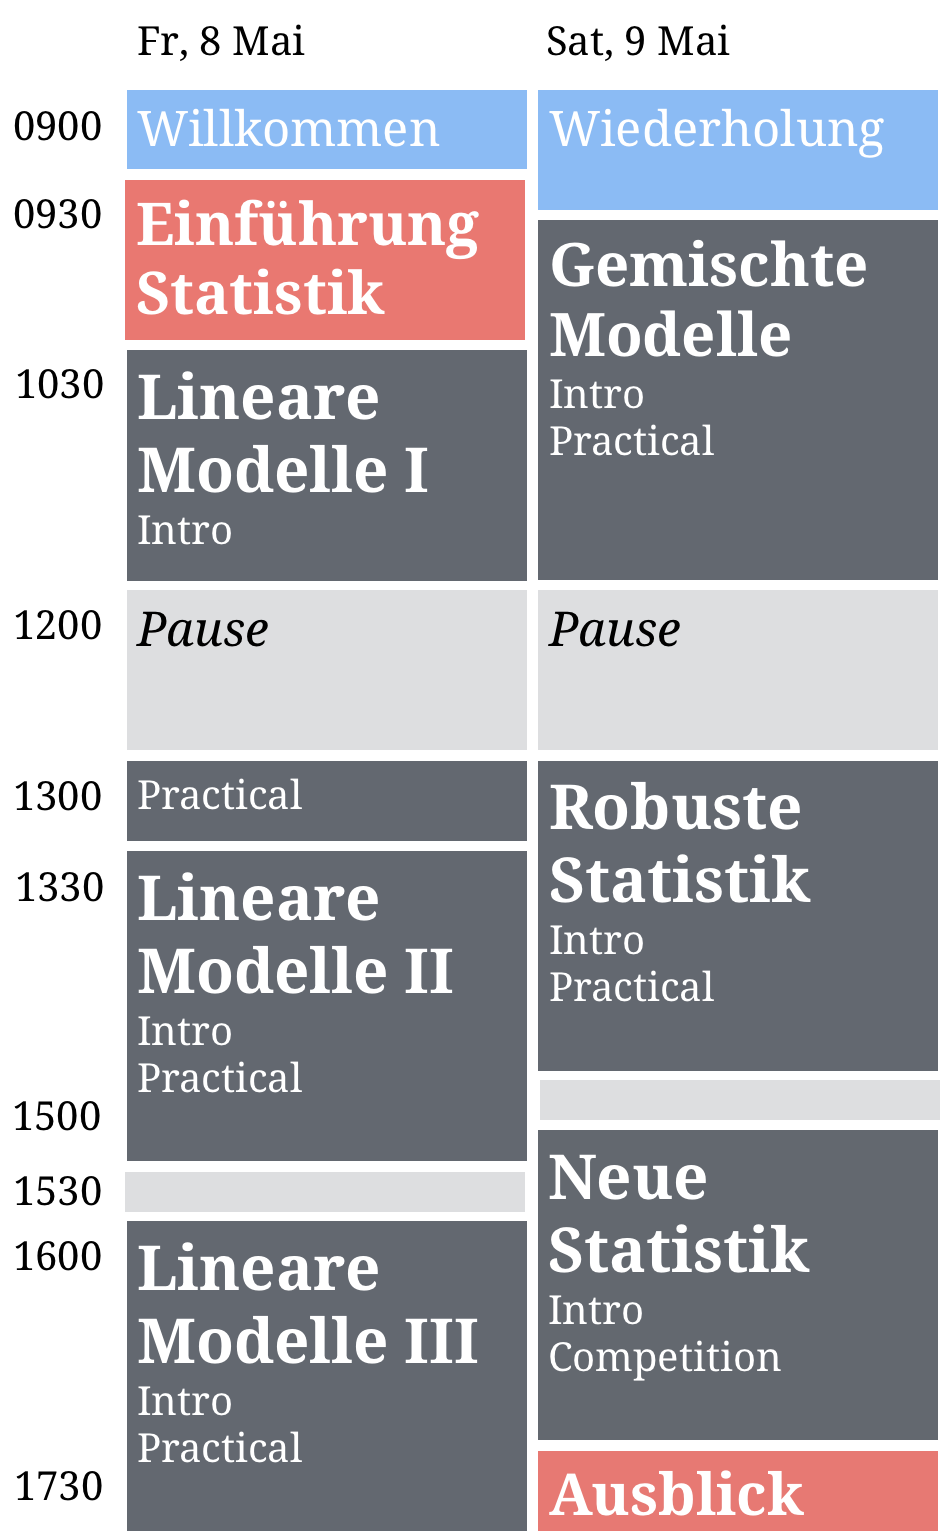 Fr, 8 Mai
Sat, 9 Mai
0900
Willkommen
Wiederholung
0930
Einführung
Statistik
Gemischte
Modelle
Intro
Practical
1030
Lineare
Modelle I
Intro
1200
Pause
Pause
1300
Practical
Robuste
Statistik
Intro
Practical
1330
Lineare
Modelle II
Intro
Practical
1500
1530
Neue
Statistik
Intro
Competition
1600
Lineare
Modelle III
Intro
Practical
1730
Ausblick